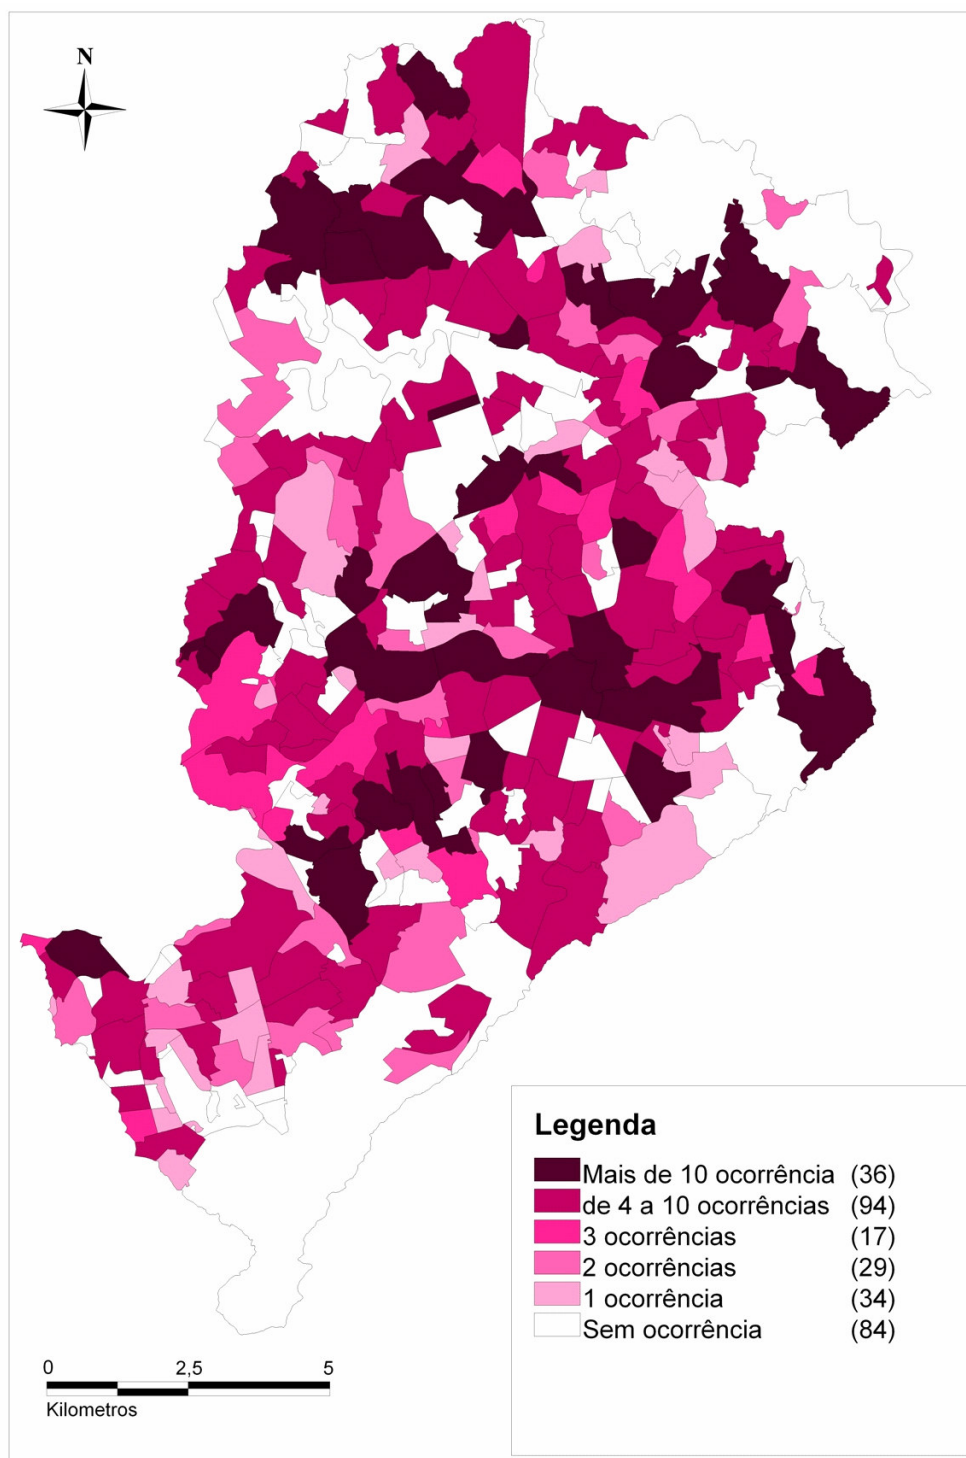 N
Legenda
Mais de 10 ocorrência (36)
de 4 a 10 ocorrências (94)
3 ocorrências (17)
2 ocorrências (29)
1 ocorrência (34)
Sem ocorrência (84)
0 2,5 5
Kilometros